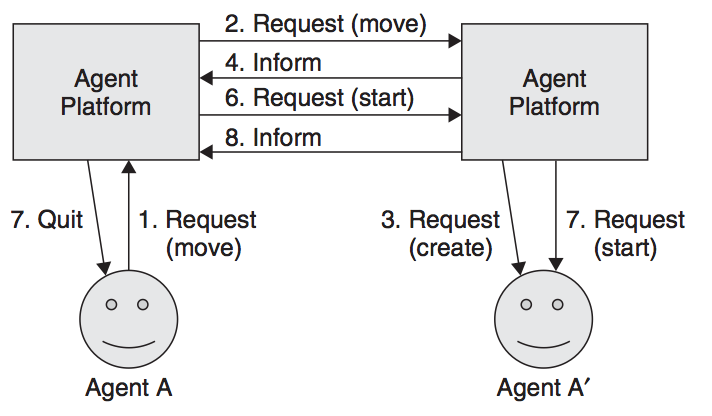 2. Request (move)
4. Inform
6. Request (start)
8. Inform
Agent
Platform
Agent
Platform
7. Quit
1. Request
(move)
3. Request
(create)
7. Request
(start)
Agent A
Agent A′